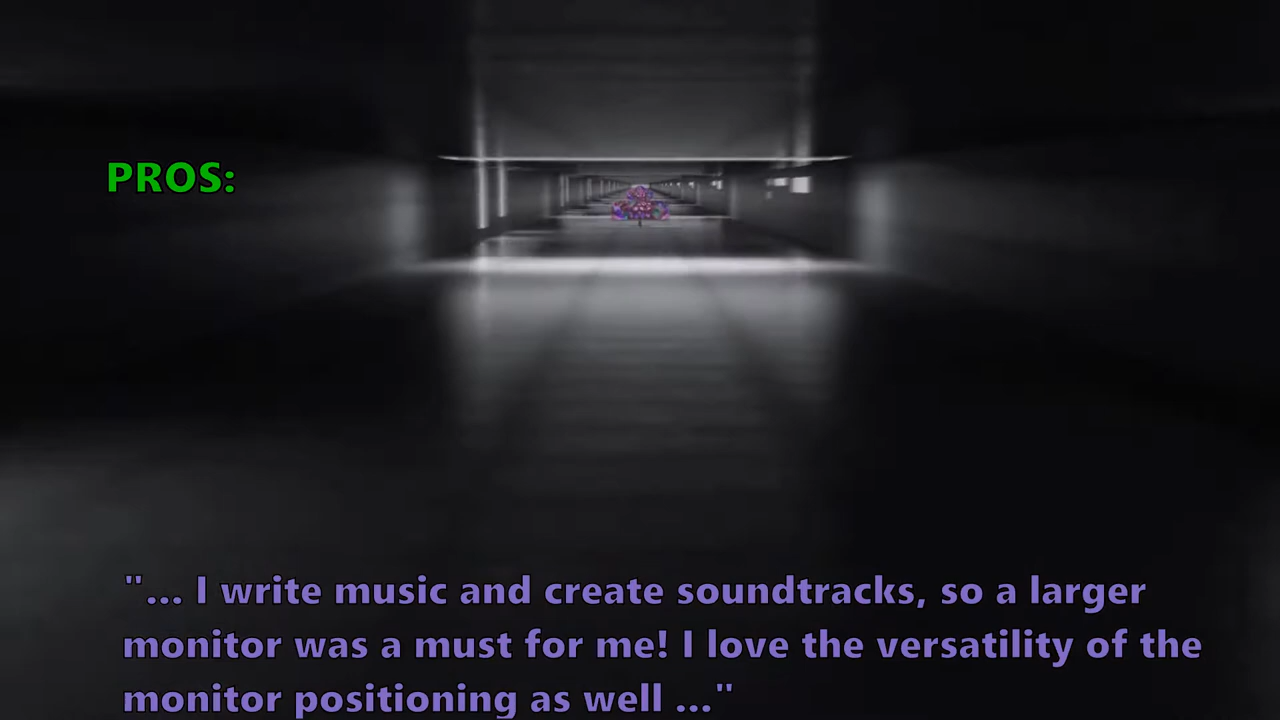 PROS:
"... I write music and create soundtracks, so a larger
monitor was a must for me! I love the versatility of the
monitor positioning as well ..."